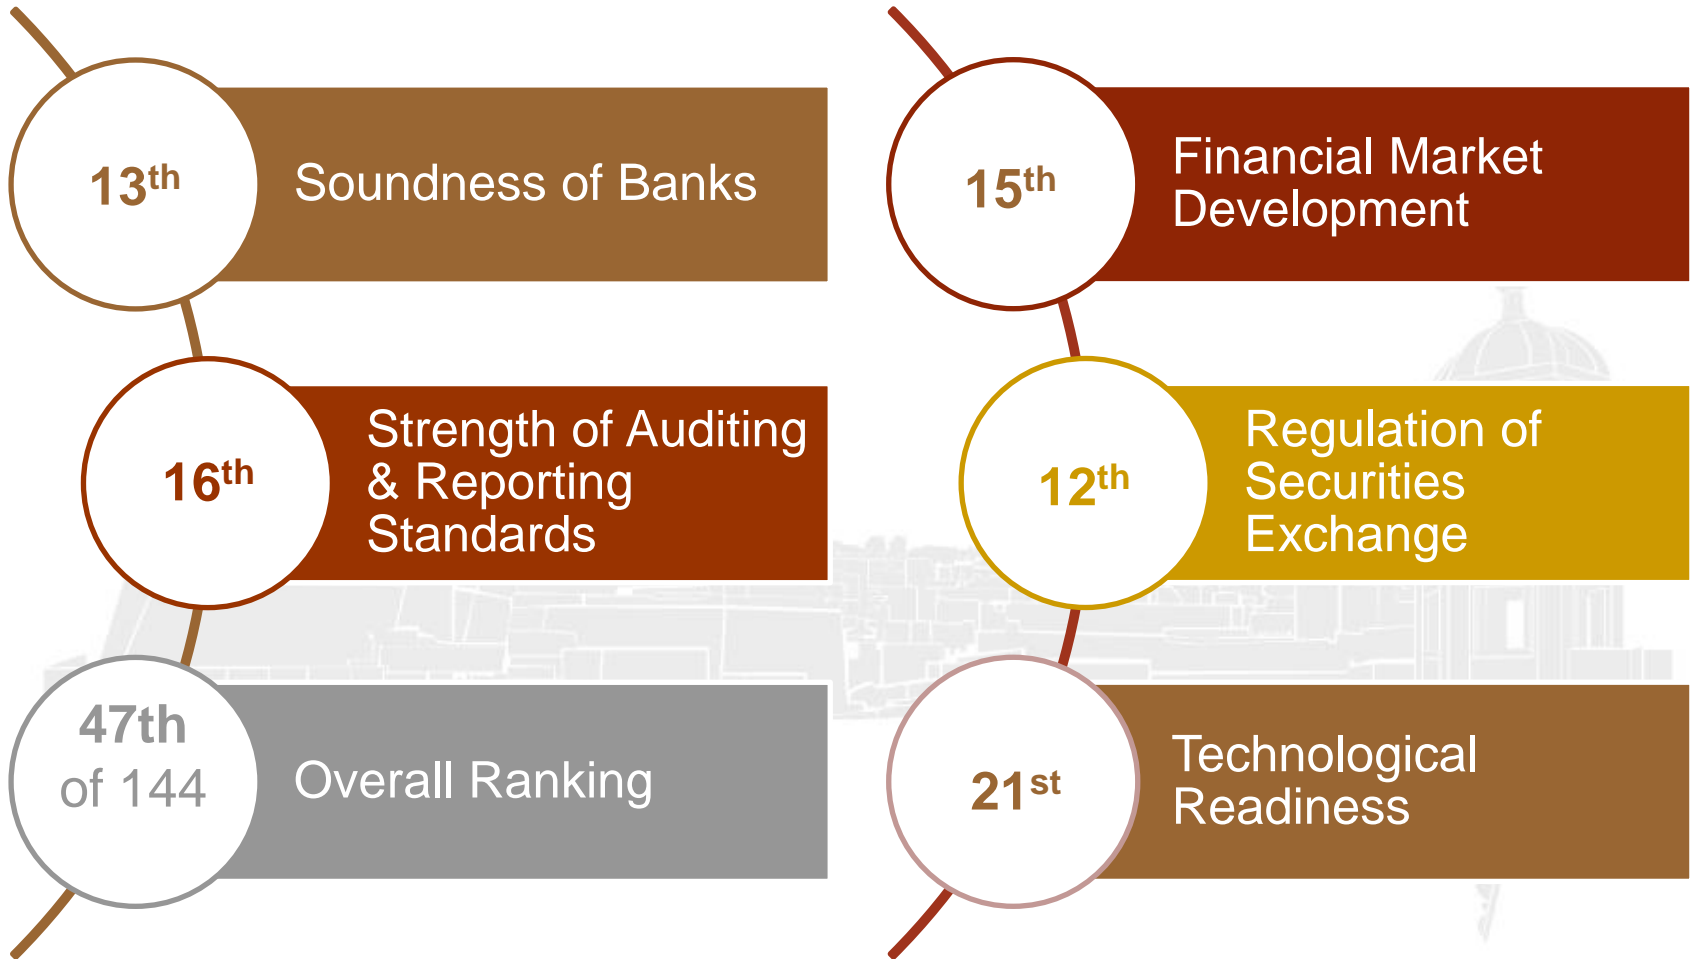 13th
Soundness of Banks
16th
Strength of Auditing
& Reporting
Standards
47th
of 144
Overall Ranking
15th
Financial Market
Development
12th
Regulation of
Securities
Exchange
21st
Technological
Readiness